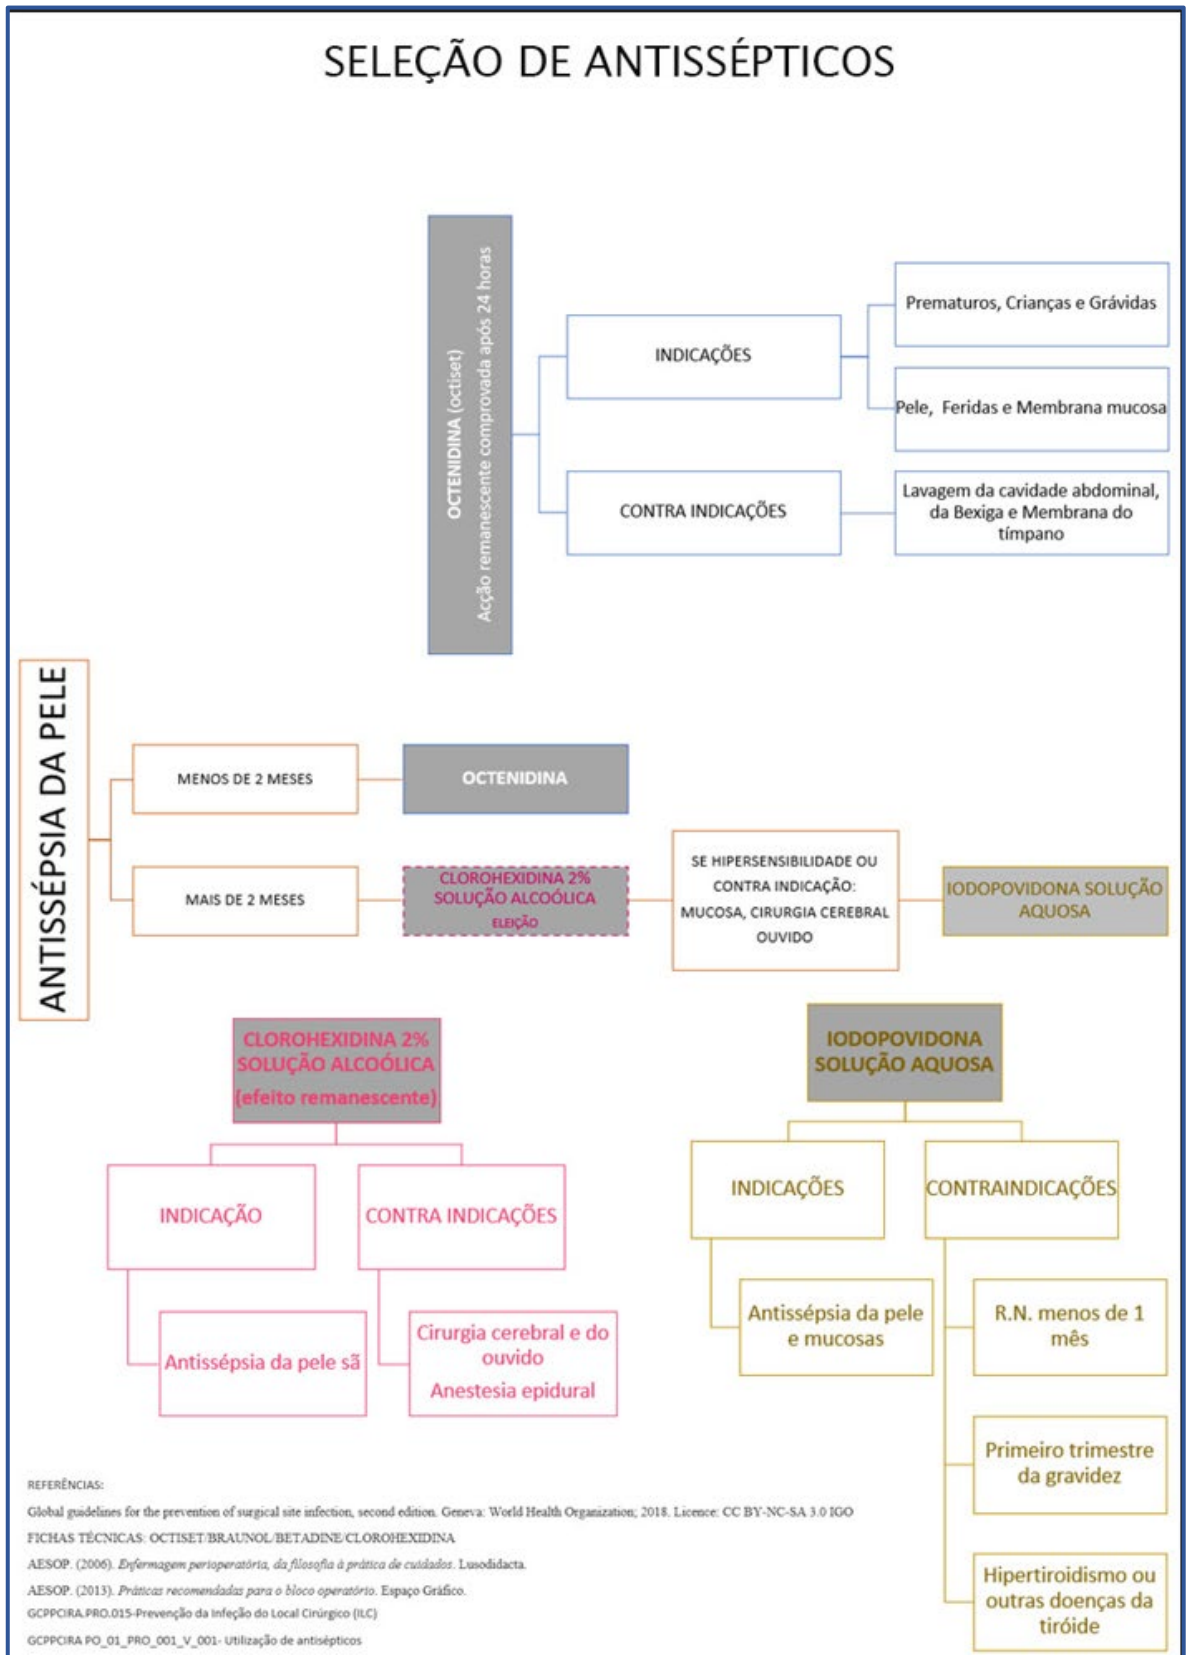 SELEÇÃO DE ANTISSÉPTICOS
OCTENIDINA (octiset)
Acção remanescente comprovada após 24 horas
INDICAÇÕES
Prematuros, Crianças e Grávidas
Pele, Feridas e Membrana mucosa
CONTRA INDICAÇÕES
Lavagem da cavidade abdominal,
da Bexiga e Membrana do
tímpano
ANTISSÉPSIA DA PELE
MENOS DE 2 MESES
OCTENIDINA
MAIS DE 2 MESES
CLOROHEXIDINA 2%
SOLUÇÃO ALCOÓLICA
ELEIÇÃO
SE HIPERSENSIBILIDADE OU
CONTRA INDICAÇÃO:
MUCOSA, CIRURGIA CEREBRAL
OUVIDO
IODOPOVIDONA SOLUÇÃO
AQUOSA
CLOROHEXIDINA 2%
SOLUÇÃO ALCOÓLICA
(efeito remanescente)
INDICAÇÃO
CONTRA INDICAÇÕES
Antissépsia da pele sã
Cirurgia cerebral e do
ouvido
Anestesia epidural
IODOPOVIDONA
SOLUÇÃO AQUOSA
INDICAÇÕES
CONTRAINDICAÇÕES
Antissépsia da pele
e mucosas
R.N. menos de 1
mês
Primeiro trimestre
da gravidez
Hipertiroidismo ou
outras doenças da
tiróide
REFERÊNCIAS:
Global guidelines for the prevention of surgical site infection, second edition. Geneva: World Health Organization; 2018. Licence: CC BY-NC-SA 3.0 IGO
FICHAS TÉCNICAS: OCTISET/BRAUNOL/BETADINE/CLOROHEXIDINA
AESOP. (2006). Enfermagem perioperatória, da filosofia à prática de cuidados. Lusodidacta.
AESOP. (2013). Práticas recomendadas para o bloco operatório. Espaço Gráfico.
GCPPCIRA.PRO.015-Prevenção da Infeção do Local Cirúrgico (ILC)
GCPPCIRA PO_01_PRO_001_V_001- Utilização de antisépticos